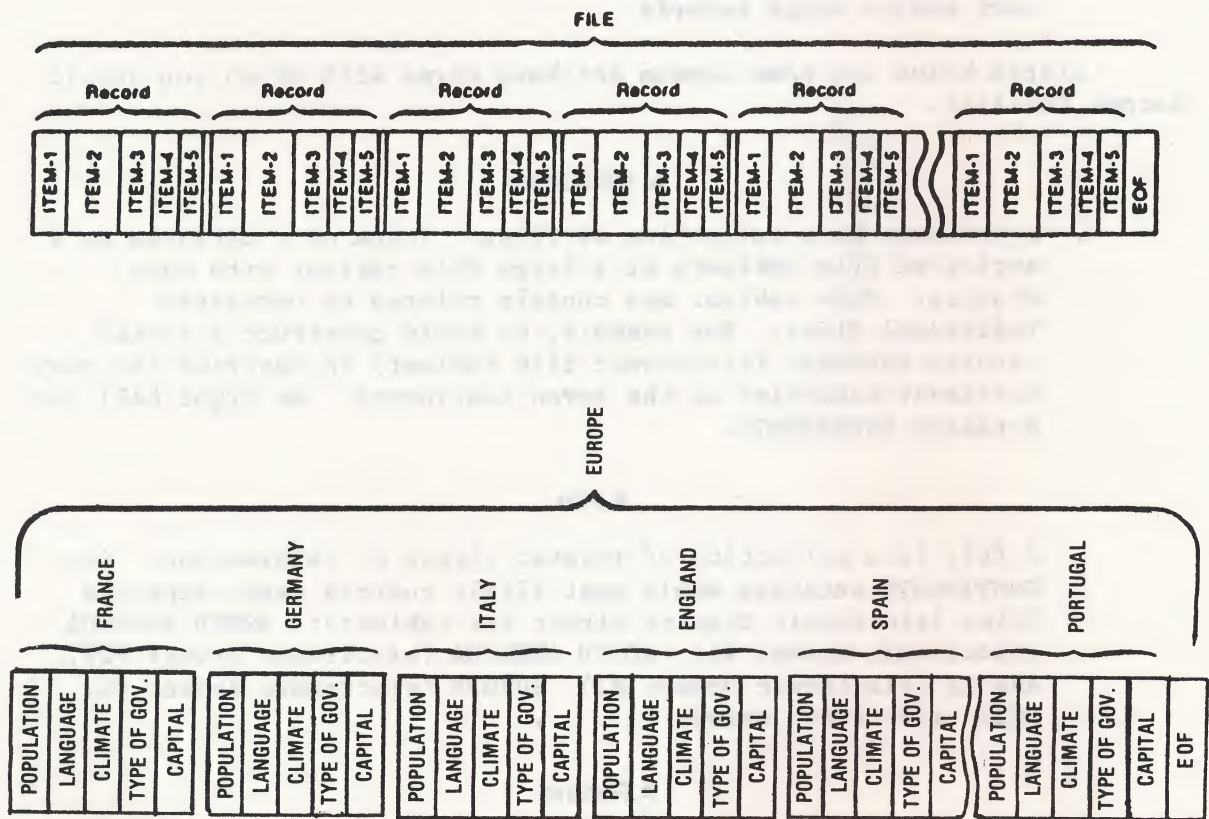 FILE
Record Record Record Record Record Record
ITEM-1 ITEM-2 ITEM-3 ITEM-4 ITEM-5 ITEM-1 ITEM-2 ITEM-3 ITEM-4 ITEM-5 ITEM-1 ITEM-2 ITEM-3 ITEM-4 ITEM-5 ITEM-1 ITEM-2 ITEM-3 ITEM-4 ITEM-5 ITEM-1 ITEM-2 ITEM-3 ITEM-4 ITEM-5 ITEM-1 ITEM-2 ITEM-3 ITEM-4 ITEM-5 EOF
EUROPE
FRANCE GERMANY ITALY ENGLAND SPAIN PORTUGAL
POPULATION LANGUAGE CLIMATE TYPE OF GOV. CAPITAL POPULATION LANGUAGE CLIMATE TYPE OF GOV. CAPITAL POPULATION LANGUAGE CLIMATE TYPE OF GOV. CAPITAL POPULATION LANGUAGE CLIMATE TYPE OF GOV. CAPITAL POPULATION LANGUAGE CLIMATE TYPE OF GOV. CAPITAL POPULATION LANGUAGE CLIMATE TYPE OF GOV. CAPITAL EOF